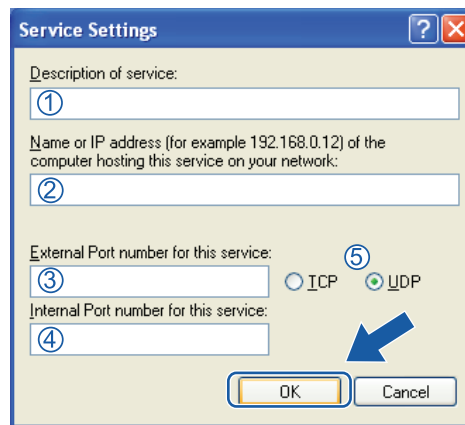 Service Settings
Description of service:
①
Name or IP address (for example 192.168.0.12) of the
computer hosting this service on your network:
②
External Port number for this service:
③ TCP ⑤ UDP
Internal Port number for this service:
④
OK Cancel